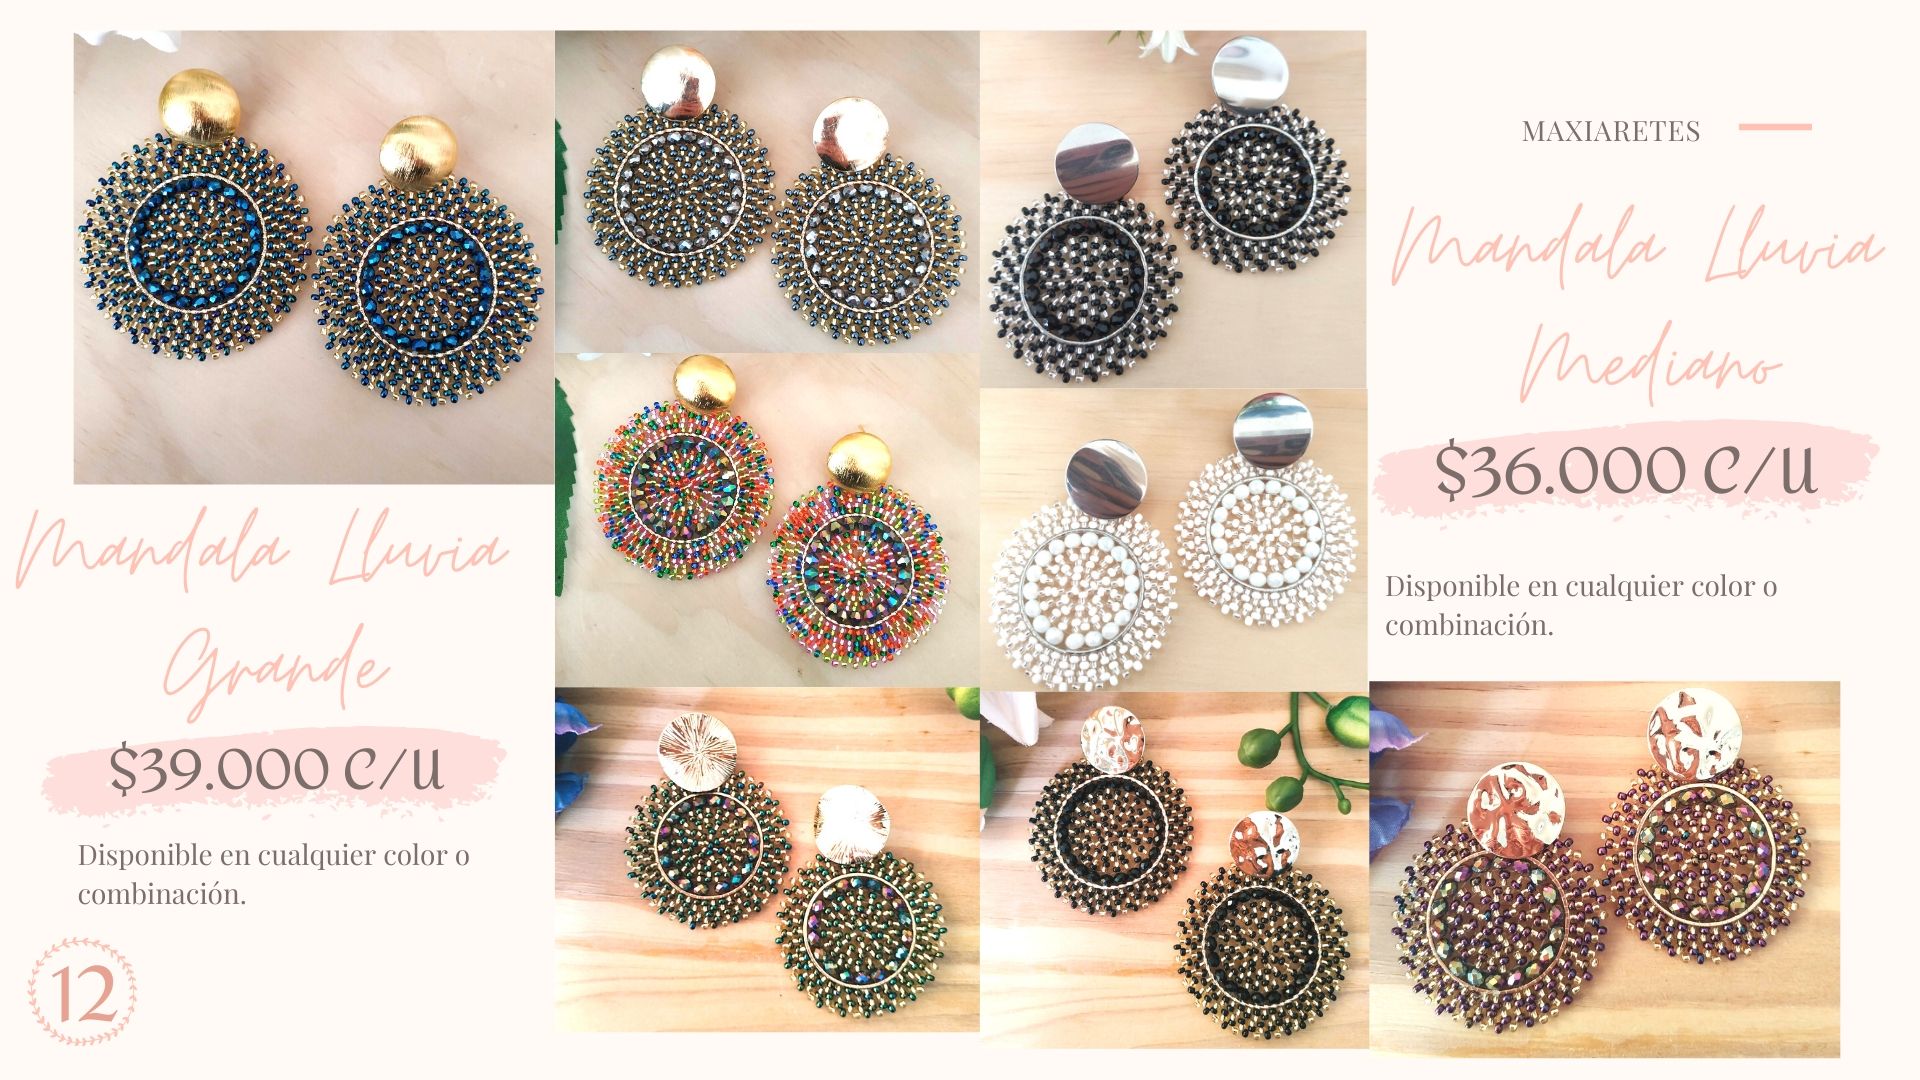 MAXIARETES
Mandala Lluvia
Mediano
$36.000 C/U
Disponible en cualquier color o
combinación.
Mandala Lluvia
Grande
$39.000 C/U
Disponible en cualquier color o
combinación.
12